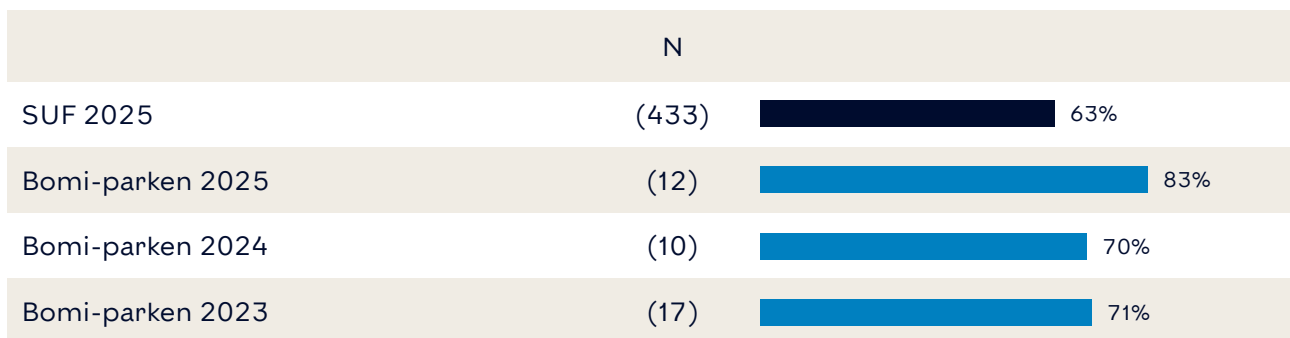 N
SUF 2025 (433) 63%
Bomi-parken 2025 (12) 83%
Bomi-parken 2024 (10) 70%
Bomi-parken 2023 (17) 71%